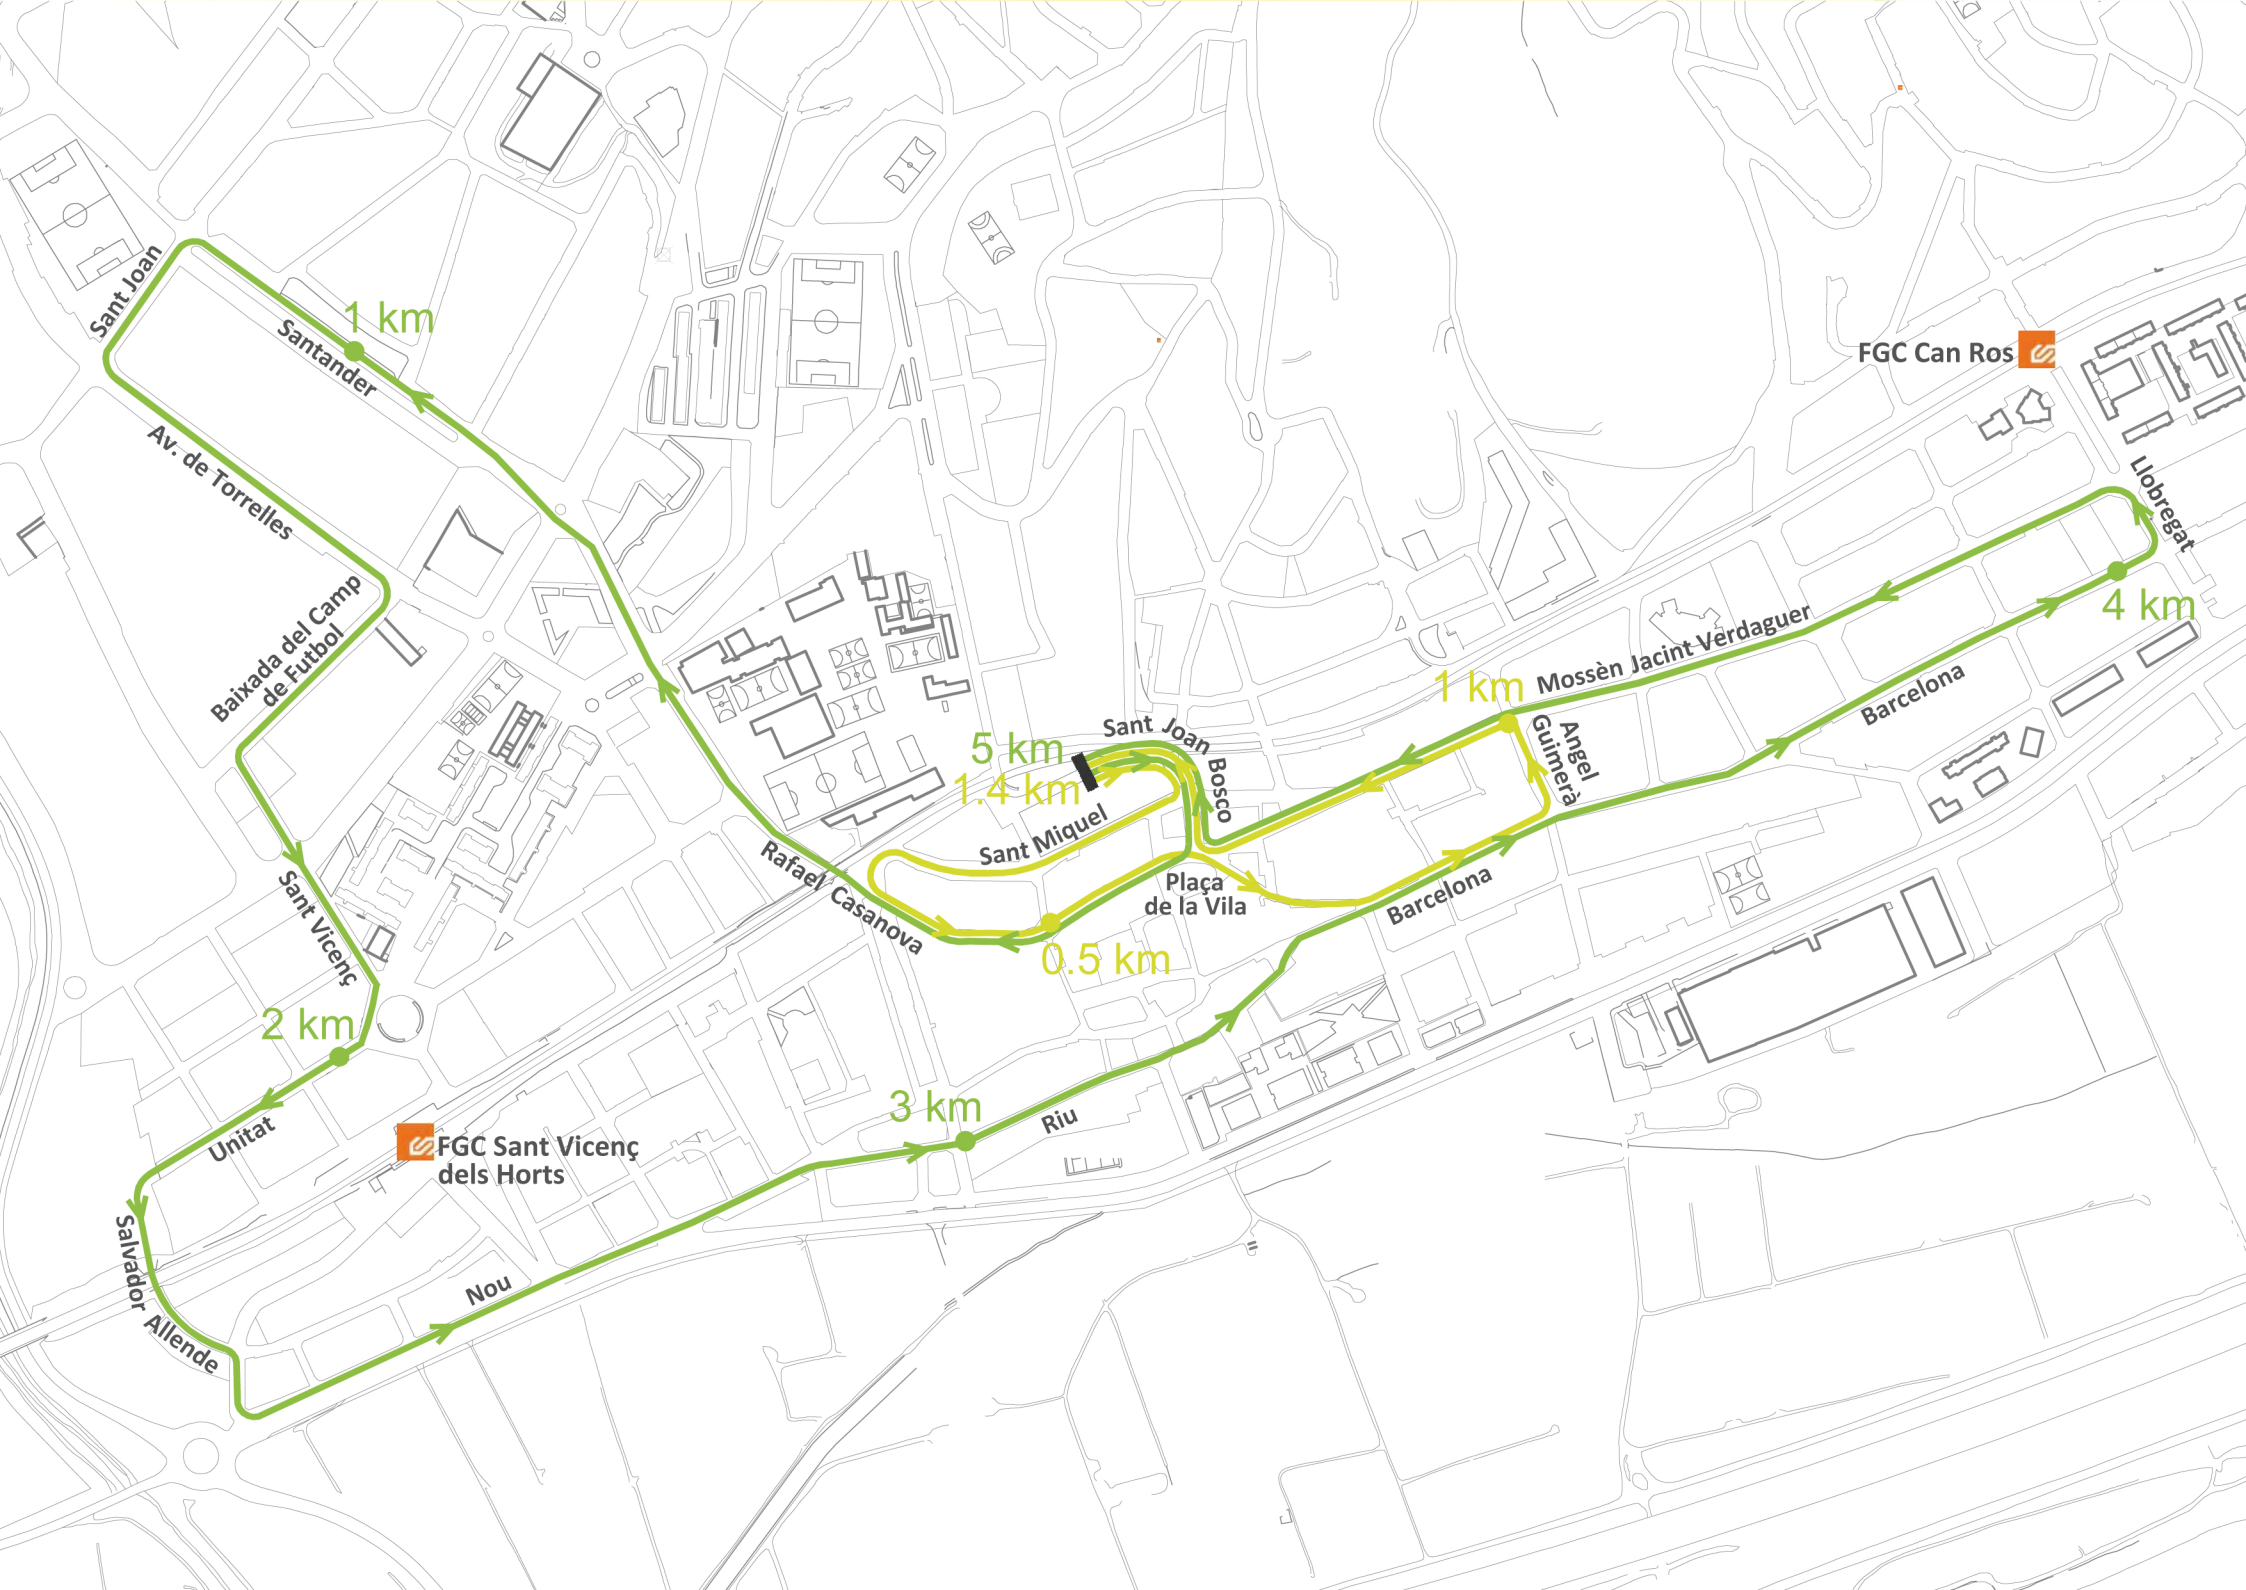 Sant Joan
1 km
Santander
Av. de Torrelles
Baixada del Camp
de Futbol
Sant Vicenç
2 km
Unitat
FGC Sant Vicenç
dels Horts
Salvador Allende
Nou
3 km
Riu
Rafael Casanova
5 km
1.4 km
Sant Joan Bosco
Sant Miquel
0.5 km
Plaça
de la Vila
Barcelona
1 km
Angel
Guimerà
Mossèn Jacint Verdaguer
Barcelona
4 km
Llobregat
FGC Can Ros